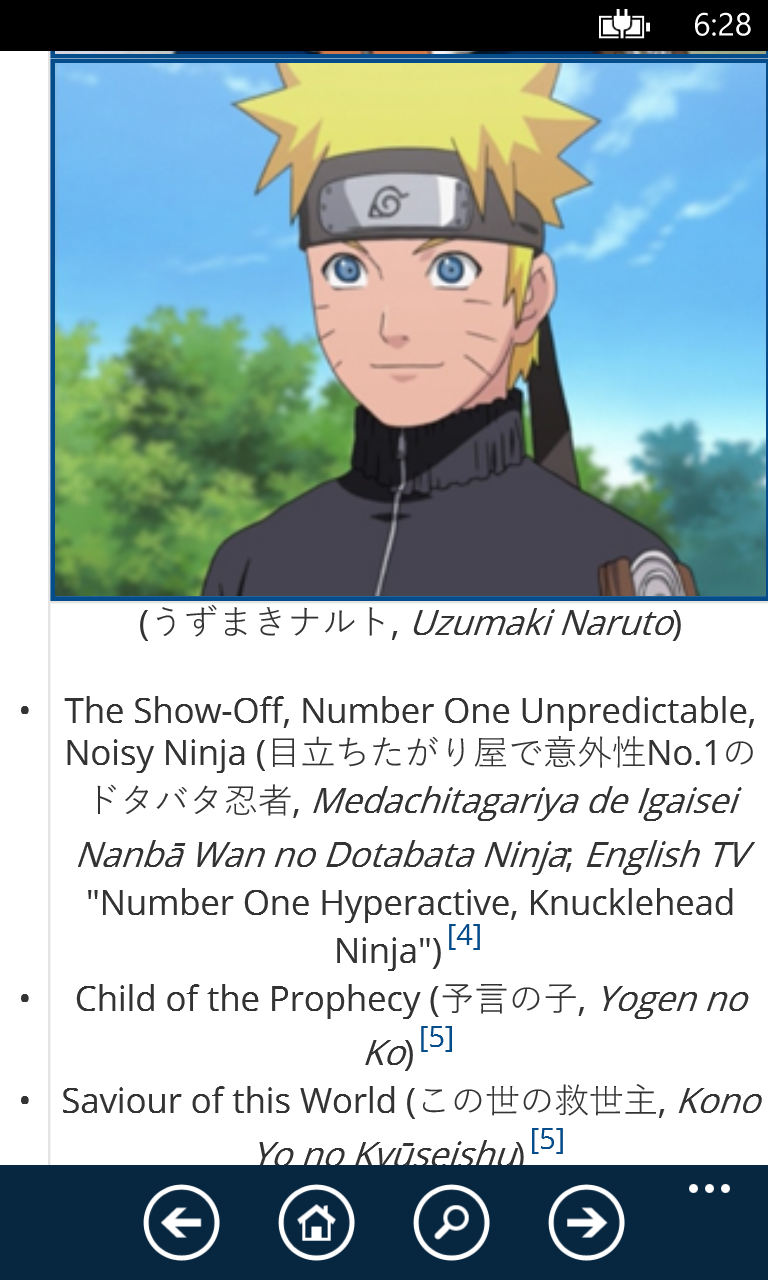 6:28
(うずまきナルト, Uzumaki Naruto)
• The Show-Off, Number One Unpredictable,
Noisy Ninja (目立ちたがり屋で意外性No.1の
ドタバタ忍者, Medachitagariya de Igaisei
Nanbā Wan no Dotabata Ninja; English TV
"Number One Hyperactive, Knucklehead
Ninja")[4]
• Child of the Prophecy (予言の子, Yogen no
Ko)[5]
• Saviour of this World (この世の救世主, Kono
Yo no Kyūseishu)[5]